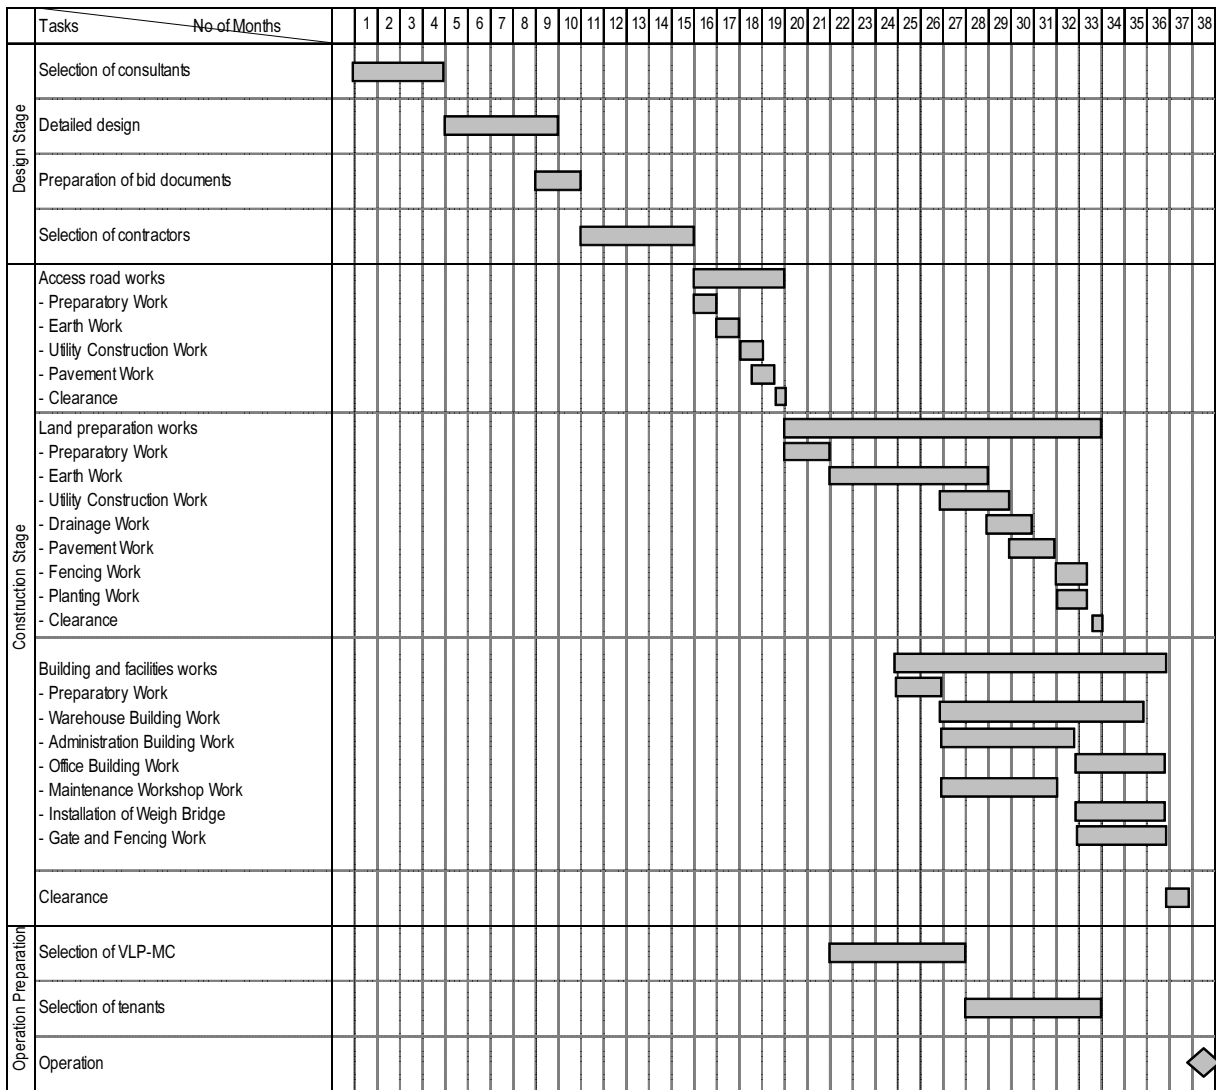 Tasks No of Months 1 2 3 4 5 6 7 8 9 10 11 12 13 14 15 16 17 18 19 20 21 22 23 24 25 26 27 28 29 30 31 32 33 34 35 36 37 38
Design Stage
Selection of consultants
Detailed design
Preparation of bid documents
Selection of contractors
Construction Stage
Access road works
- Preparatory Work
- Earth Work
- Utility Construction Work
- Pavement Work
- Clearance
Land preparation works
- Preparatory Work
- Earth Work
- Utility Construction Work
- Drainage Work
- Pavement Work
- Fencing Work
- Planting Work
- Clearance
Building and facilities works
- Preparatory Work
- Warehouse Building Work
- Administration Building Work
- Office Building Work
- Maintenance Workshop Work
- Installation of Weigh Bridge
- Gate and Fencing Work
Clearance
Operation Preparation
Selection of VLP-MC
Selection of tenants
Operation